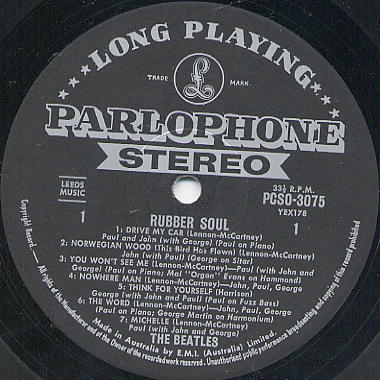 LONG PLAYING
TRADE MARK.
£
PARLOPHONE
STEREO
LEEDS
MUSIC
33⅓ R.P.M.
PCSO-3075
YEX178
1
1
RUBBER SOUL
1: DRIVE MY CAR (Lennon-McCartney)
Paul and John (with George) (Paul on Piano)
2: NORWEGIAN WOOD (This Bird Has Flown) (Lennon-McCartney)
John (with Paul) (George on Sitar)
3: YOU WON'T SEE ME (Lennon-McCartney)—Paul (with John and
George) (Paul on Piano; Mal "Organ" Evans on Hammond)
4: NOWHERE MAN (Lennon-McCartney)—John, Paul, George
5: THINK FOR YOURSELF (Harrison)
George (with John and Paul) (Paul on Fuzz Bass)
6: THE WORD (Lennon-McCartney)—John, Paul, George
(Paul on Piano; George Martin on Harmonium)
7: MICHELLE (Lennon-McCartney)
Paul (with John and George)
THE BEATLES
Made in Australia by E.M.I. (Australia) Limited.
Copyright Record.— All rights of the Manufacturer and of the Owner of the recorded work reserved. Unauthorised public performance broadcasting and copying of this record prohibited